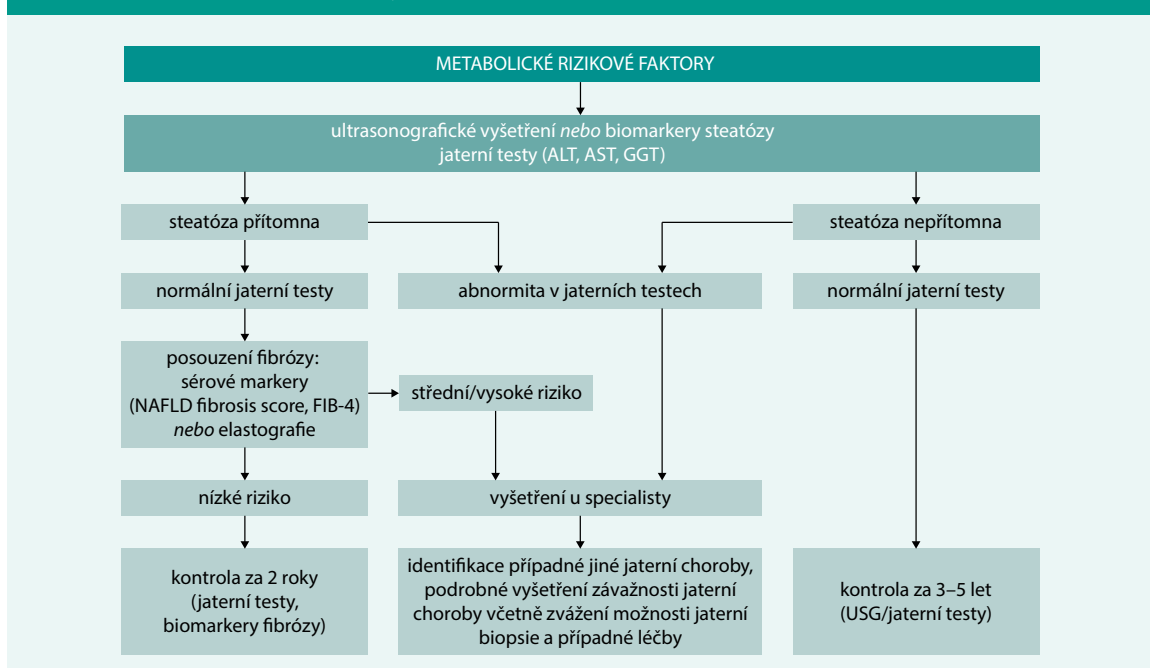 METABOLICKÉ RIZIKOVÉ FAKTORY
ultrasonografické vyšetření nebo biomarkery steatózy
jaterní testy (ALT, AST, GGT)
steatóza přítomna
steatóza nepřítomna
normální jaterní testy
abnormita v jaterních testech
normální jaterní testy
posouzení fibrózy:
sérové markery
(NAFLD fibrosis score, FIB-4)
nebo elastografie
střední/vysoké riziko
nízké riziko
vyšetření u specialisty
kontrola za 2 roky
(jaterní testy,
biomarkery fibrózy)
identifikace případné jiné jaterní choroby,
podrobné vyšetření závažnosti jaterní
choroby včetně zvážení možnosti jaterní
biopsie a případné léčby
kontrola za 3–5 let
(USG/jaterní testy)